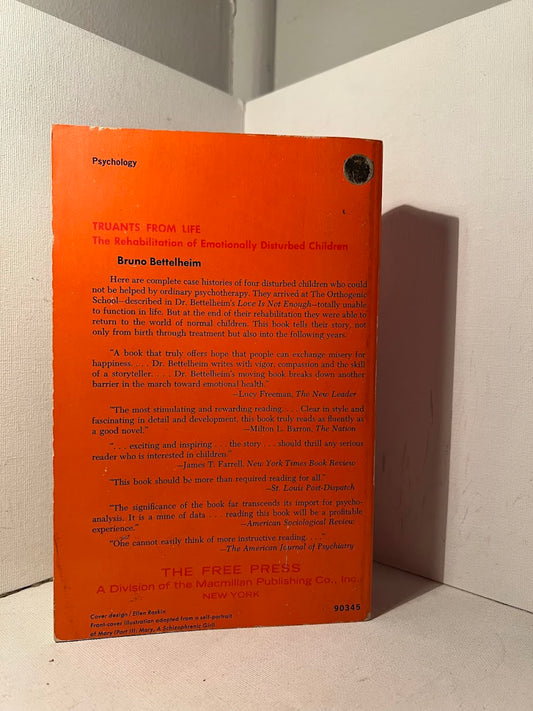 Psychology
TRUANTS FROM LIFE
The Rehabilitation of Emotionally Disturbed Children
Bruno Bettelheim
Here are complete case histories of four disturbed children who could
not be helped by ordinary psychotherapy. They arrived at The Orthogenic
School—described in Dr. Bettelheim's Love Is Not Enough—totally unable
to function in life. But at the end of their rehabilitation they were able to
return to the world of normal children. This book tells their story, not
only from birth through treatment but also into the following years.
"A book that truly offers hope that people can exchange misery for
happiness. . . . Dr. Bettelheim writes with vigor, compassion and the skill
of a storyteller. . . . Dr. Bettelheim's moving book breaks down another
barrier in the march toward emotional health."
—Lucy Freeman, The New Leader
"The most stimulating and rewarding reading. . . . Clear in style and
fascinating in detail and development, this book truly reads as fluently as
a good novel."—Milton L. Barron, The Nation
". . . exciting and inspiring . . . the story . . . should thrill any serious
reader who is interested in children."
—James T. Farrell, New York Times Book Review
"This book should be more than required reading for all."
—St. Louis Post-Dispatch
"The significance of the book far transcends its import for psycho-
analysis. It is a mine of data . . . reading this book will be a profitable
experience."—American Sociological Review
"One cannot easily think of more instructive reading. . . ."
—The American Journal of Psychiatry
THE FREE PRESS
A Division of the Macmillan Publishing Co., Inc.
NEW YORK
Cover design / Ellen Raskin
Front cover illustration adapted from a self-portrait
of Mary (Part III: Mary, A Schizophrenic Girl)
90345